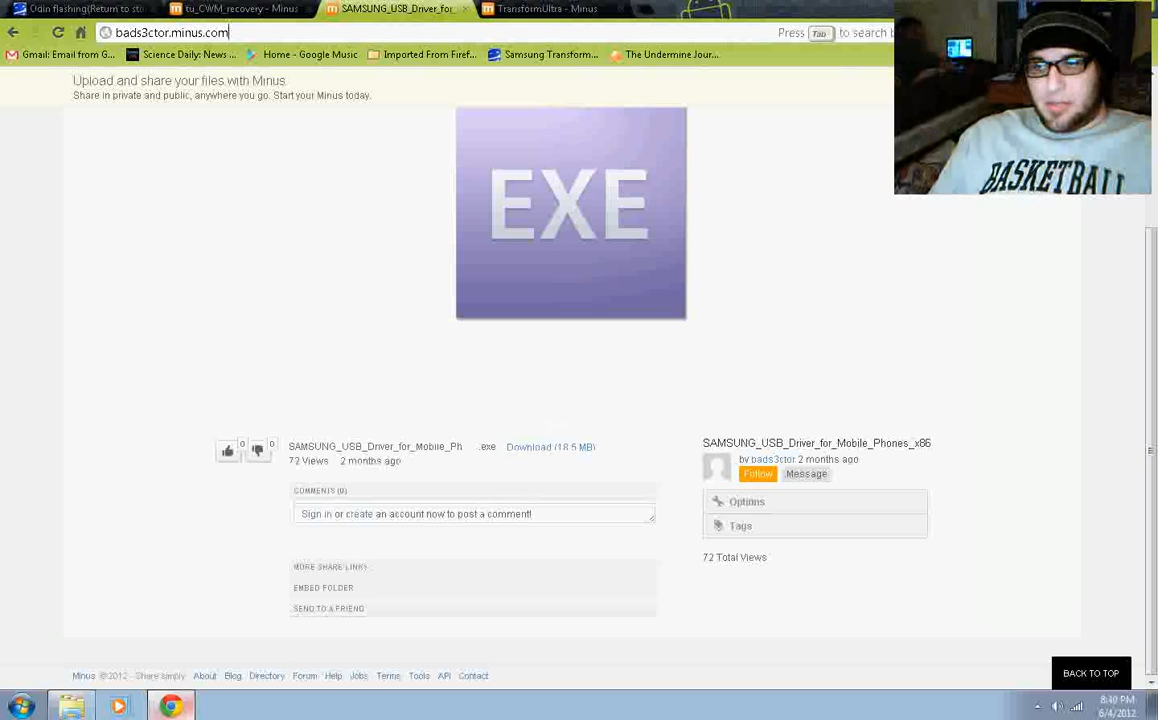 Odin flashing(Return to sto
tu_CWM_recovery - Minus
SAMSUNG_USB_Driver_for_
TransformUltra - Minus
bads3ctor.minus.com
Press Tab to search
Gmail: Email from G...
Science Daily: News ...
Home - Google Music
Imported From Firef...
Samsung Transform...
The Undermine Jour...
Upload and share your files with Minus
Share in private and public, anywhere you go. Start your Minus today.
EXE
BASKETBALL
0
0
SAMSUNG_USB_Driver_for_Mobile_Ph .exe Download (18.5 MB)
72 Views 2 months ago
SAMSUNG_USB_Driver_for_Mobile_Phones_x86
by bads3ctor 2 months ago
Follow Message
COMMENTS (0)
Sign in or create an account now to post a comment!
Options
Tags
72 Total Views
MORE SHARE LINKS
EMBED FOLDER
SEND TO A FRIEND
Minus ©2012 - Share simply About Blog Directory Forum Help Jobs Terms Tools API Contact
BACK TO TOP
8:40 PM
6/4/2012